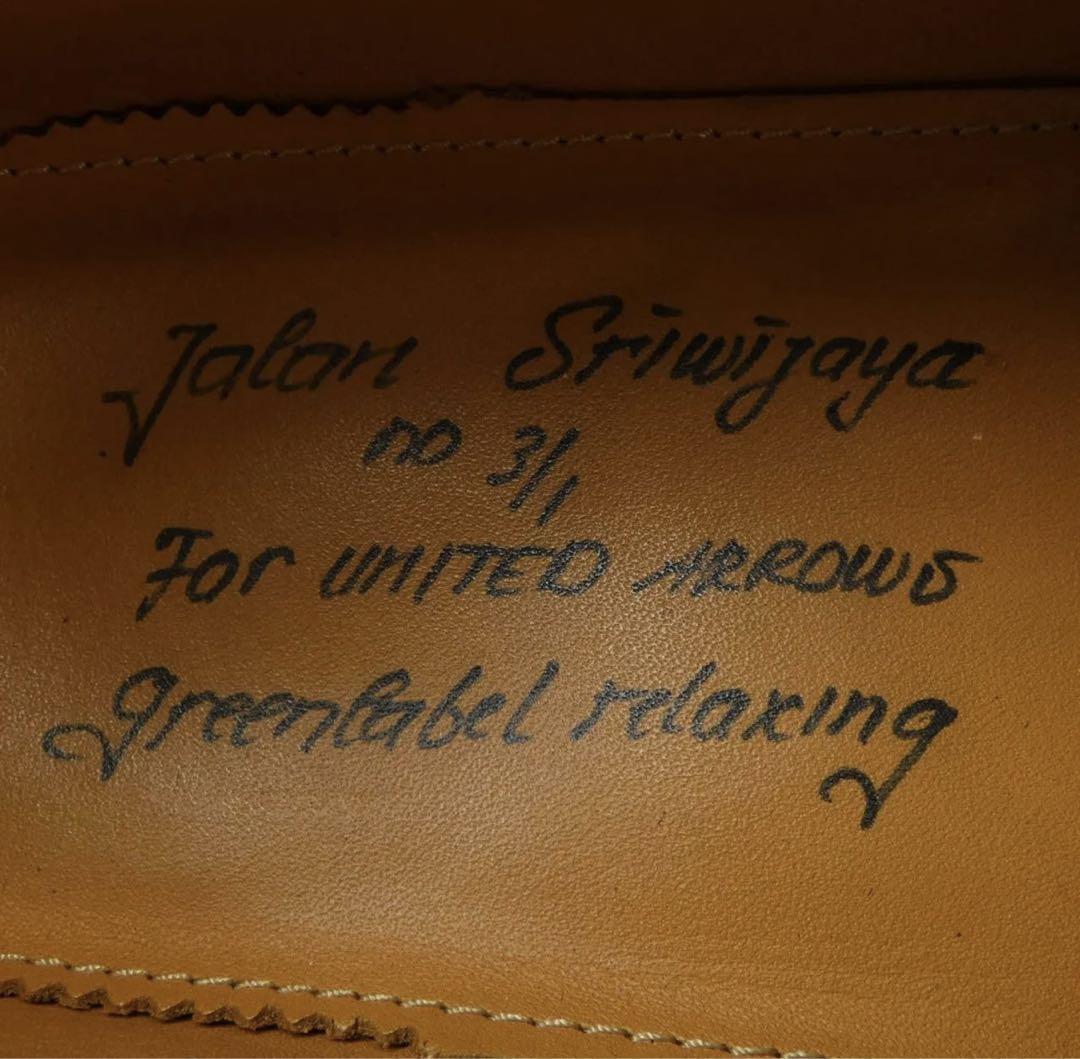 Jalan Sriwijaya
no 3/1
For UNITED ARROWS
greenlabel relaxing